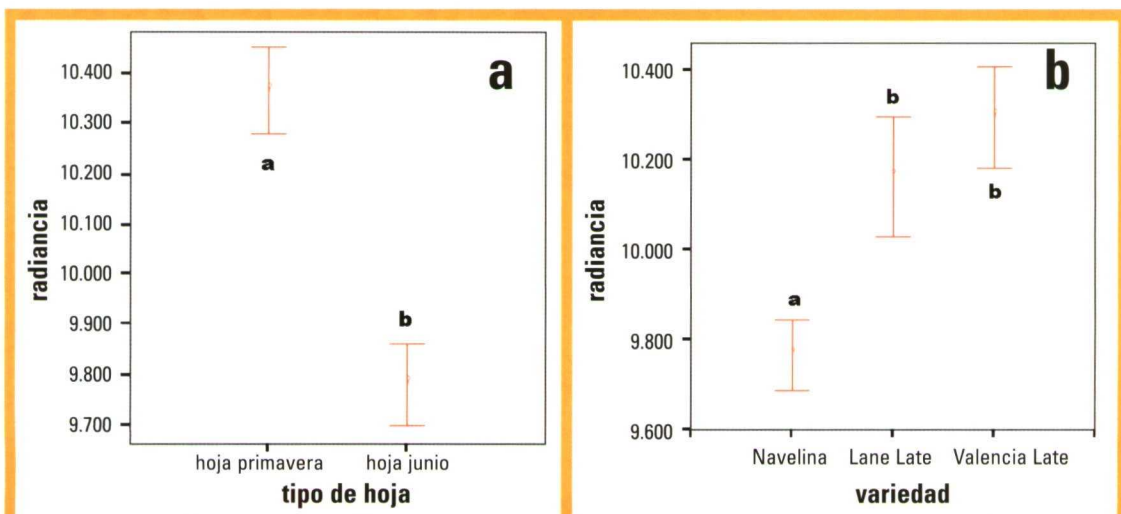 a
10.400
10.300
10.200
10.100
10.000
9.900
9.800
9.700
radiancia
a
b
hoja primavera
hoja junio
tipo de hoja
b
10.400
10.200
10.000
9.800
9.600
radiancia
a
b
b
Navelina
Lane Late
Valencia Late
variedad